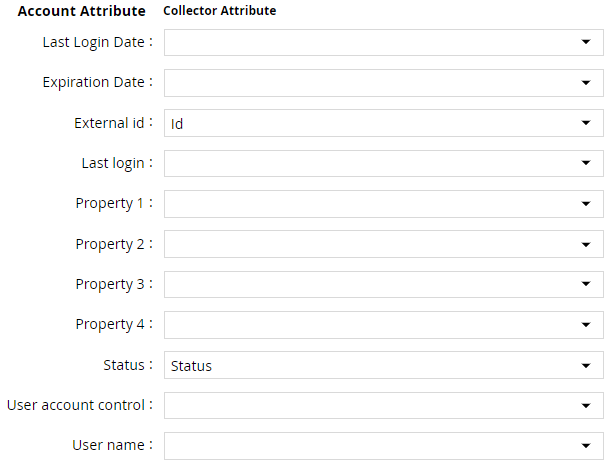 Account Attribute Collector Attribute
Last Login Date :
Expiration Date :
External id : Id
Last login :
Property 1 :
Property 2 :
Property 3 :
Property 4 :
Status : Status
User account control :
User name :